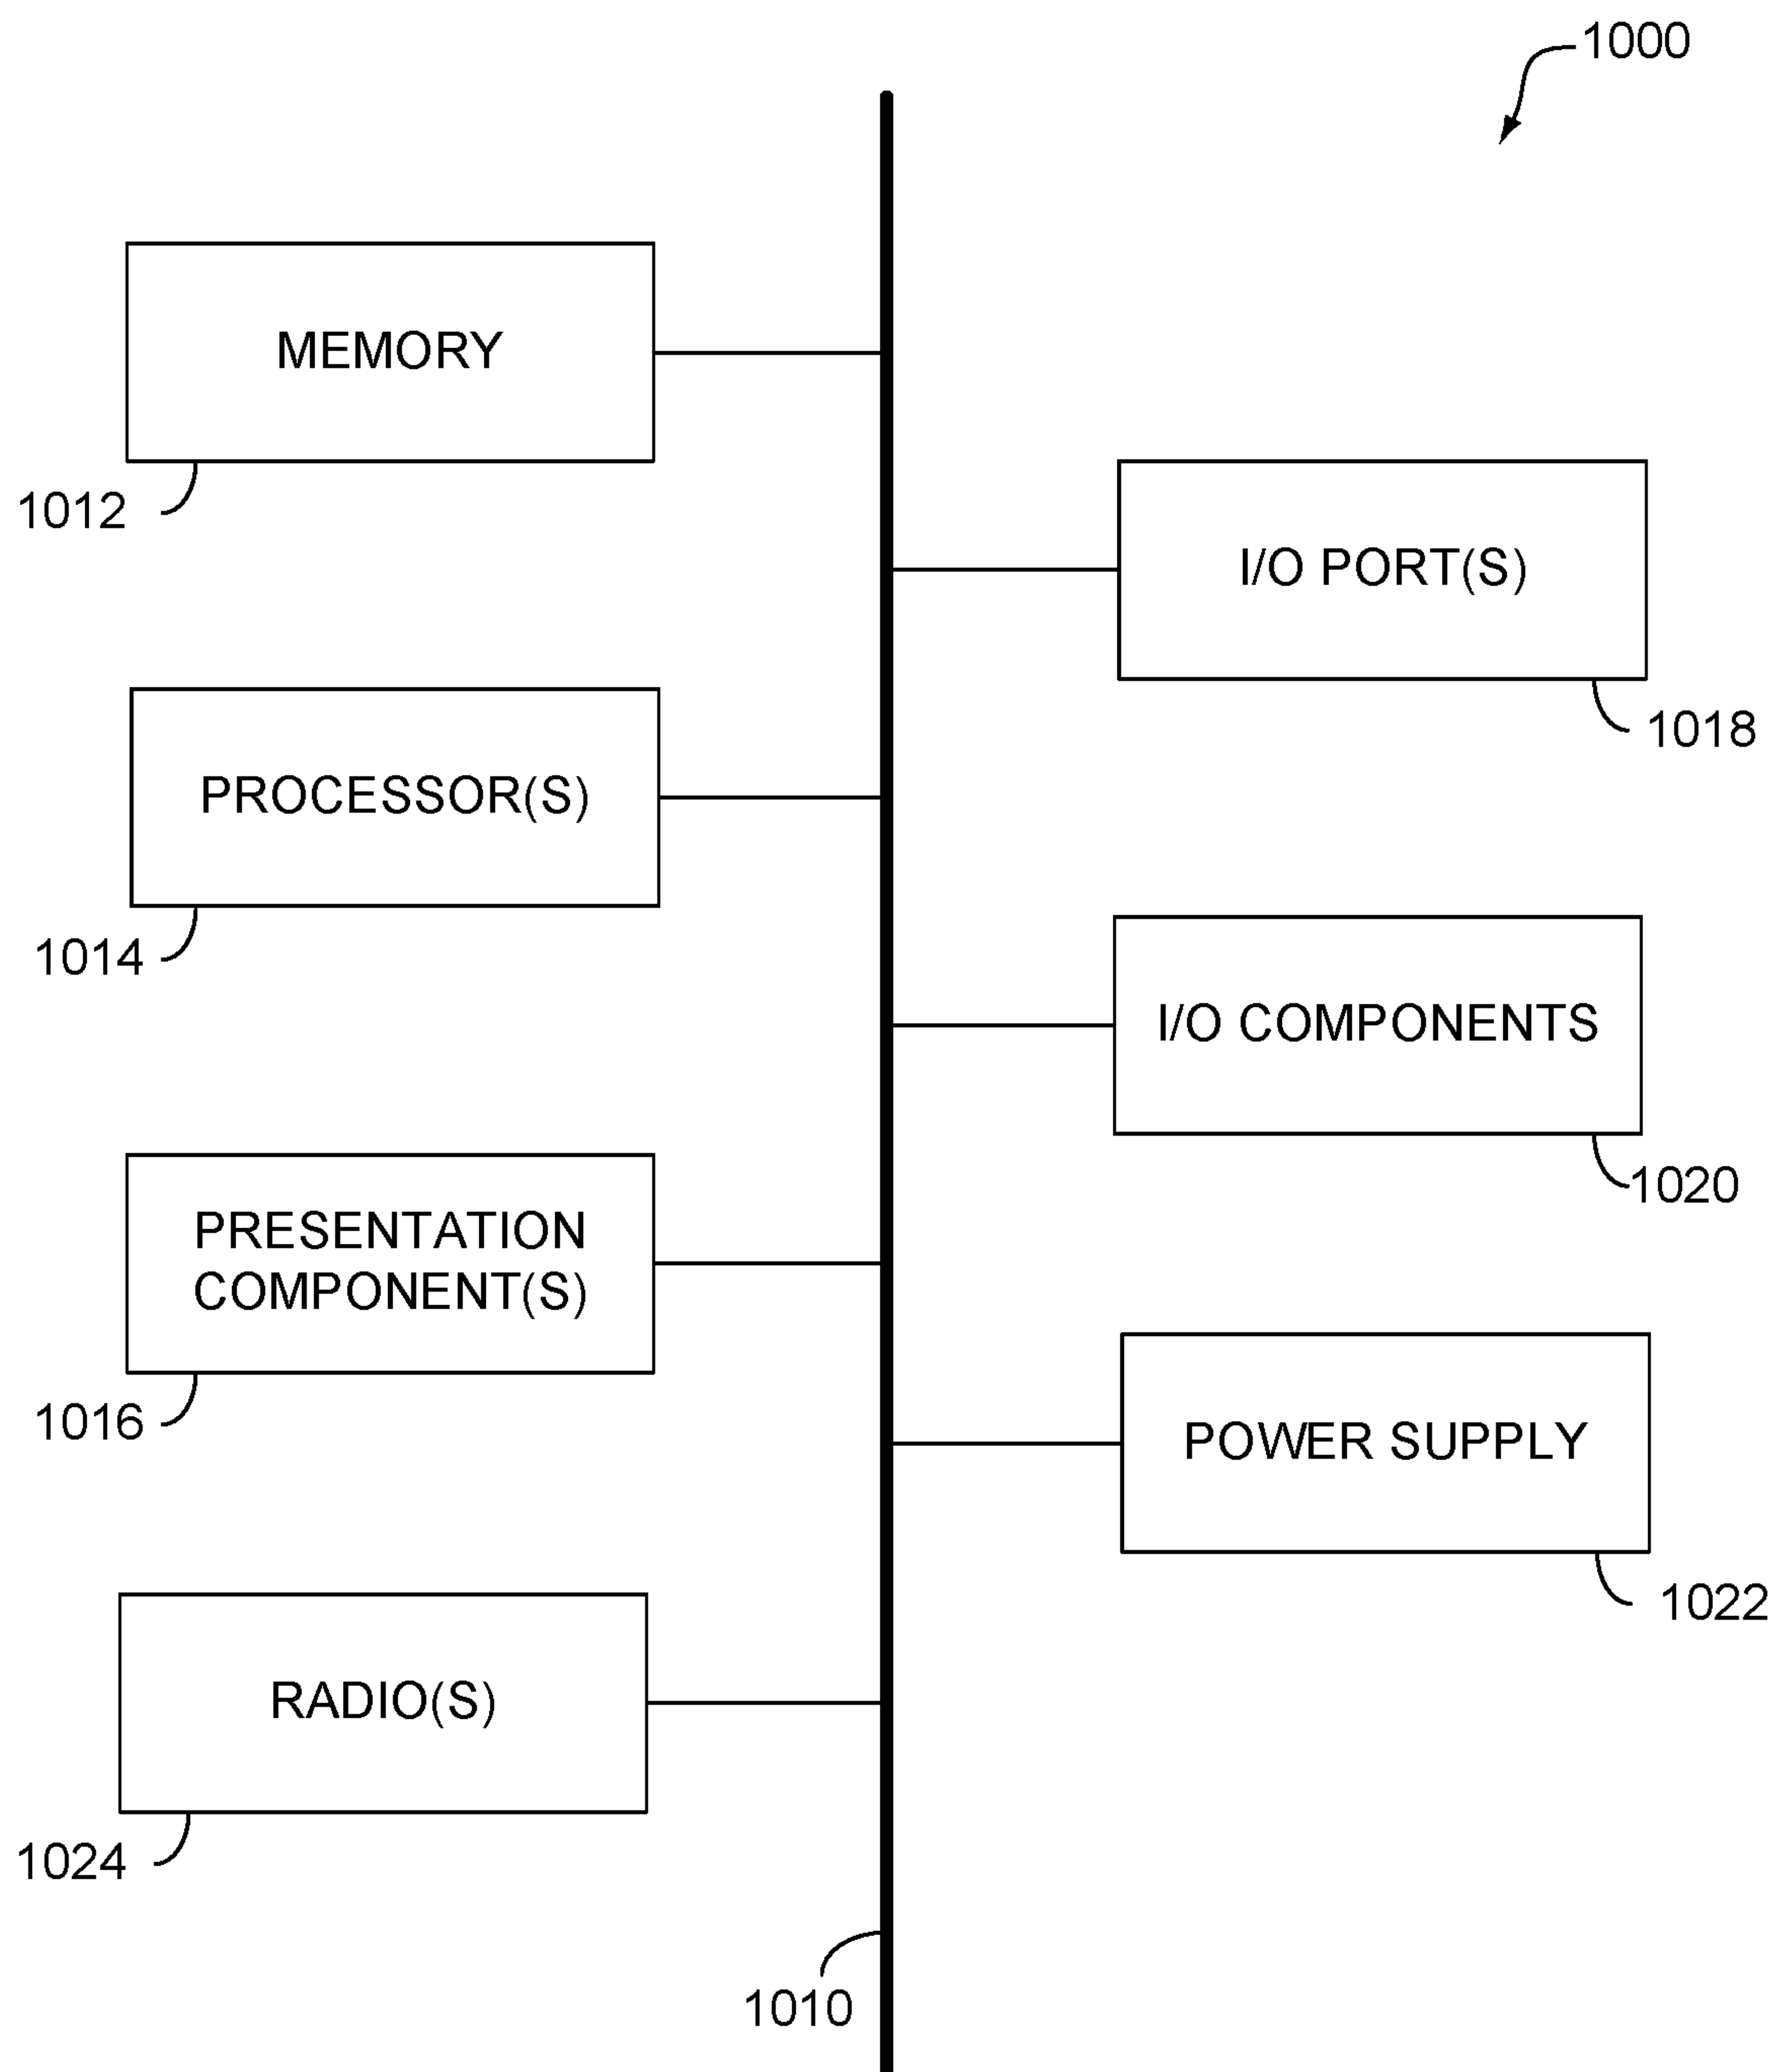 1000
MEMORY
1012
I/O PORT(S)
1018
PROCESSOR(S)
1014
I/O COMPONENTS
1020
PRESENTATION
COMPONENT(S)
1016
POWER SUPPLY
1022
RADIO(S)
1024
1010